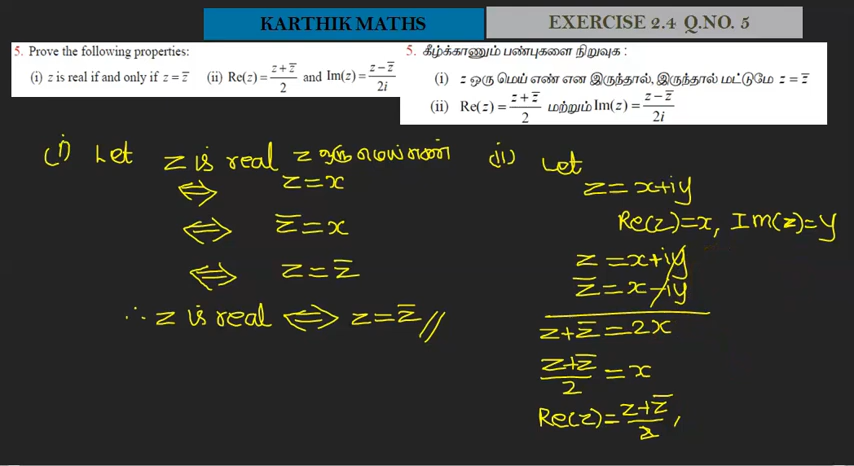 KARTHIK MATHS
EXERCISE 2.4 Q.NO. 5
5. Prove the following properties:
(i) z is real if and only if z = z̅ (ii) Re(z) = (z + z̅)/2 and Im(z) = (z − z̅)/2i
5. கீழ்க்காணும் பண்புகளை நிறுவுக :
(i) z ஒரு மெய் எண் என இருந்தால், இருந்தால் மட்டுமே z = z̅
(ii) Re(z) = (z + z̅)/2 மற்றும் Im(z) = (z − z̅)/2i
(i) Let z is real z ஒரு மெய்எண்
⇔ z = x
⇔ z̅ = x
⇔ z = z̅
∴ z is real ⇔ z = z̅ //
(ii) Let
z = x+iy
Re(z) = x, Im(z) = y
z = x+iy
z̅ = x-iy
z+z̅ = 2x
(z+z̅)/2 = x
Re(z) = (z+z̅)/2,